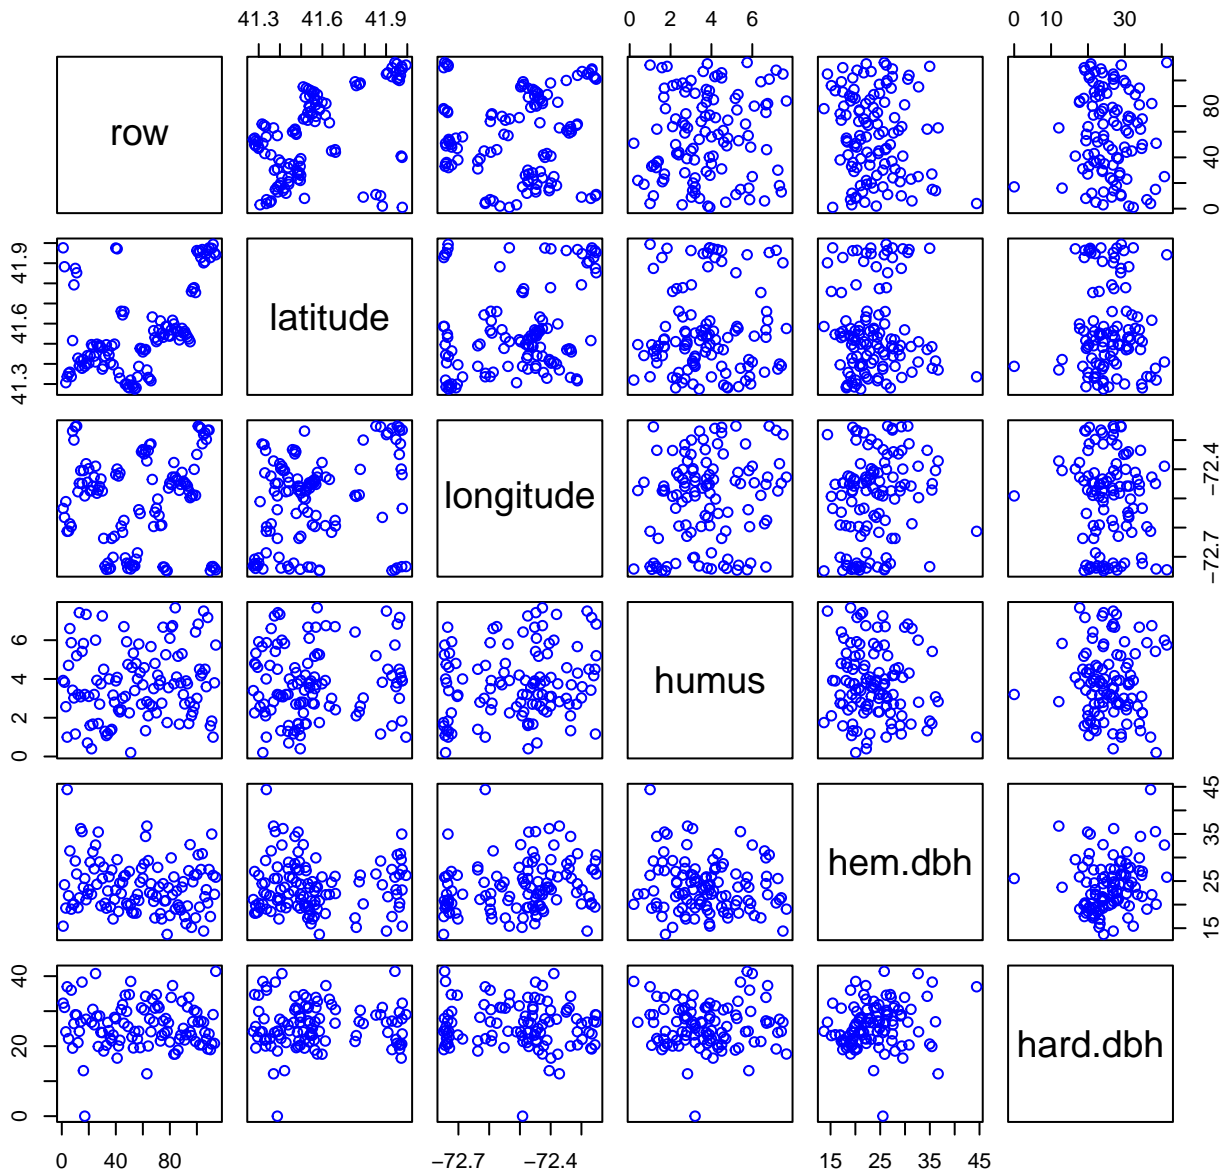 41.3 41.6 41.9 0 2 4 6 0 10 30
row 0 40 80
41.3 41.6 41.9 latitude
longitude -72.7 -72.4
0 2 4 6 humus
hem.dbh 15 25 35 45
0 20 40 hard.dbh
0 40 80 −72.7 −72.4 15 25 35 45